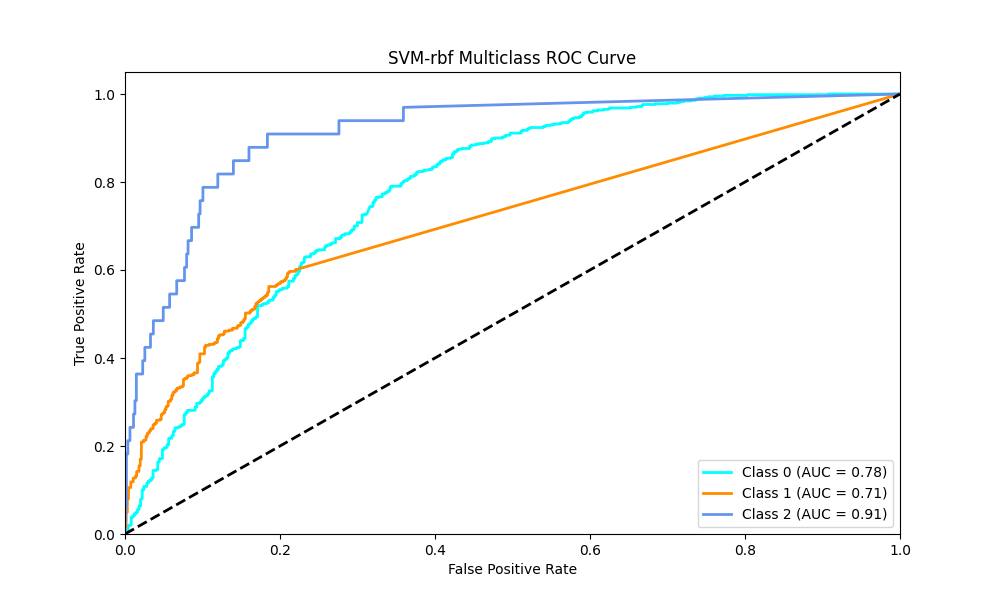 SVM-rbf Multiclass ROC Curve
1.0
0.8
0.6
0.4
0.2
0.0
True Positive Rate
0.0 0.2 0.4 0.6 0.8 1.0
False Positive Rate
Class 0 (AUC = 0.78)
Class 1 (AUC = 0.71)
Class 2 (AUC = 0.91)